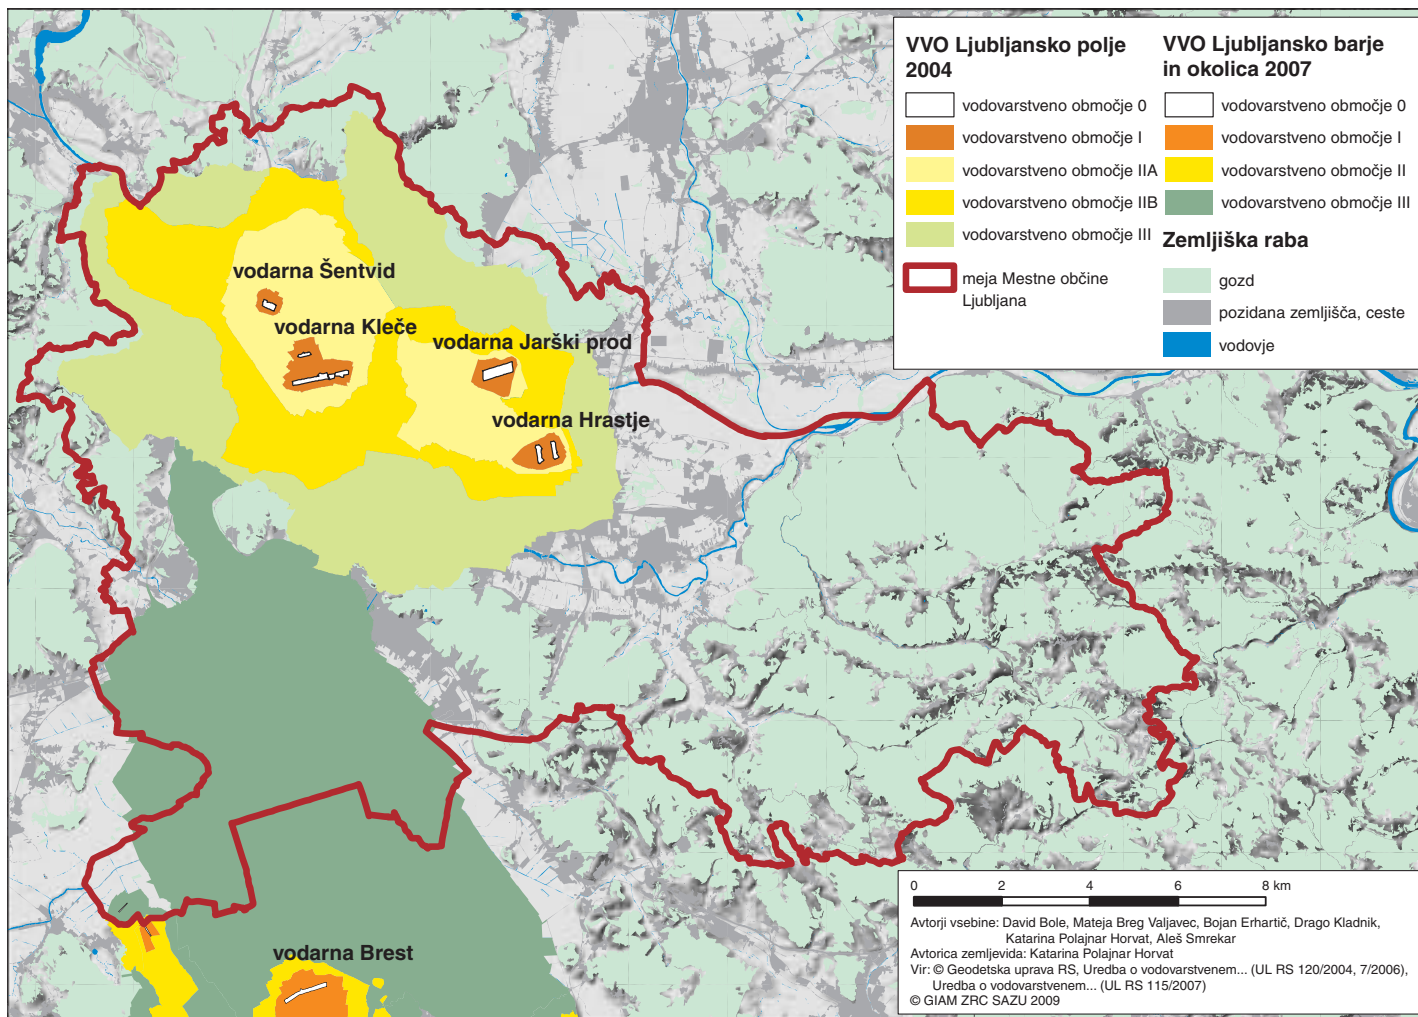 VVO Ljubljansko polje
2004
vodovarstveno območje 0
vodovarstveno območje I
vodovarstveno območje IIA
vodovarstveno območje IIB
vodovarstveno območje III
meja Mestne občine
Ljubljana
VVO Ljubljansko barje
in okolica 2007
vodovarstveno območje 0
vodovarstveno območje I
vodovarstveno območje II
vodovarstveno območje III
Zemljiška raba
gozd
pozidana zemljišča, ceste
vodovje
vodarna Šentvid
vodarna Kleče
vodarna Jarški prod
vodarna Hrastje
vodarna Brest
0 2 4 6 8 km
Avtorji vsebine: David Bole, Mateja Breg Valjavec, Bojan Erhartič, Drago Kladnik,
Katarina Polajnar Horvat, Aleš Smrekar
Avtorica zemljevida: Katarina Polajnar Horvat
Vir: © Geodetska uprava RS, Uredba o vodovarstvenem... (UL RS 120/2004, 7/2006),
Uredba o vodovarstvenem... (UL RS 115/2007)
© GIAM ZRC SAZU 2009